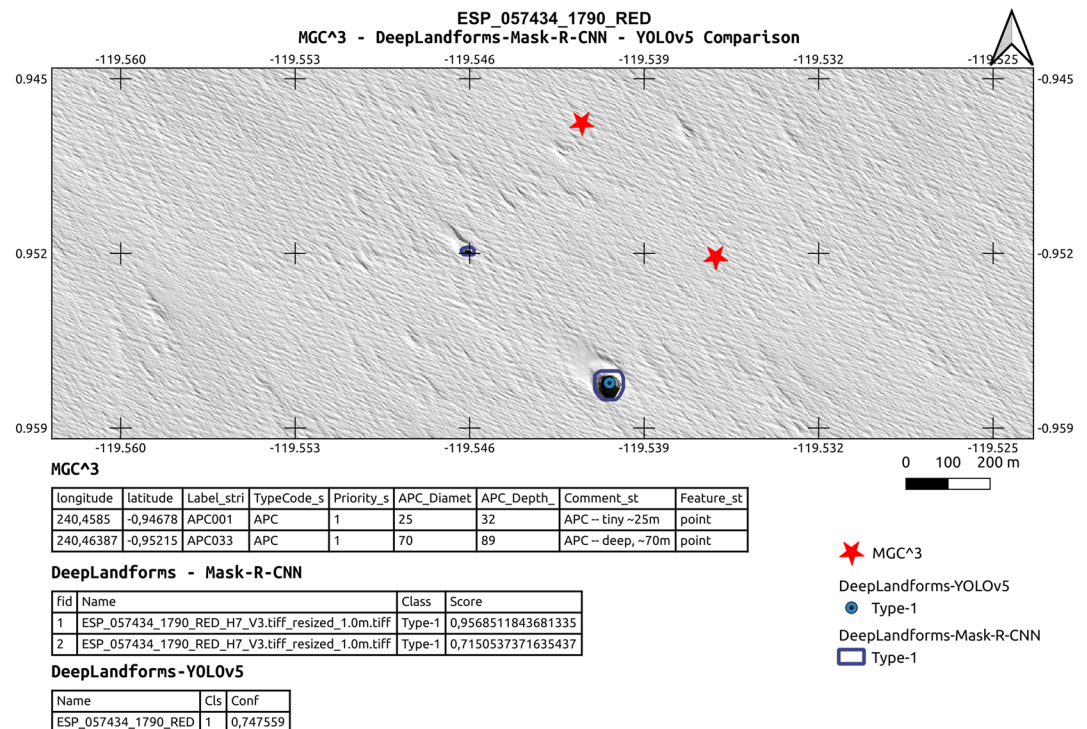 ESP_057434_1790_RED
MGC^3 - DeepLandforms-Mask-R-CNN - YOLOv5 Comparison
-119.560 -119.553 -119.546 -119.539 -119.532 -119.525
0.945 -0.945
0.952 -0.952
0.959 -0.959
-119.560 -119.553 -119.546 -119.539 -119.532 -119.525
0 100 200 m
MGC^3
longitude latitude Label_stri TypeCode_s Priority_s APC_Diamet APC_Depth_ Comment_st Feature_st
240,4585 -0,94678 APC001 APC 1 25 32 APC -- tiny ~25m point
240,46387 -0,95215 APC033 APC 1 70 89 APC -- deep, ~70m point
DeepLandforms - Mask-R-CNN
fid Name Class Score
1 ESP_057434_1790_RED_H7_V3.tiff_resized_1.0m.tiff Type-1 0,9568511843681335
2 ESP_057434_1790_RED_H7_V3.tiff_resized_1.0m.tiff Type-1 0,7150537371635437
DeepLandforms-YOLOv5
Name Cls Conf
ESP_057434_1790_RED 1 0,747559
MGC^3
DeepLandforms-YOLOv5
Type-1
DeepLandforms-Mask-R-CNN
Type-1